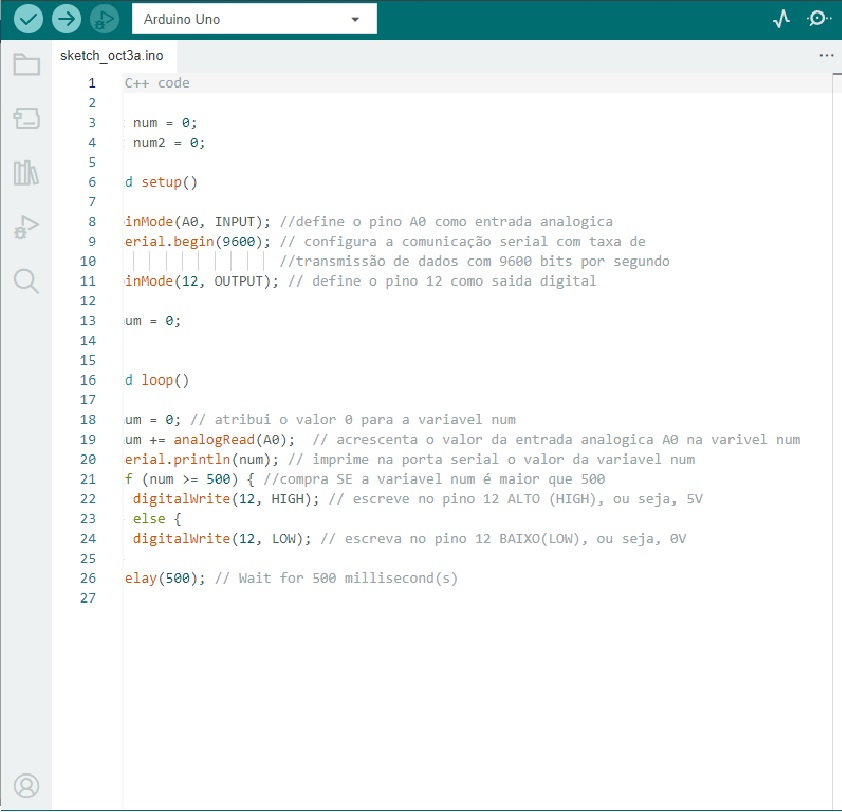 Arduino Uno
sketch_oct3a.ino
1 C++ code
2
3 num = 0;
4 num2 = 0;
5
6 d setup()
7
8 inMode(A0, INPUT); //define o pino A0 como entrada analogica
9 erial.begin(9600); // configura a comunicação serial com taxa de
10 //transmissão de dados com 9600 bits por segundo
11 inMode(12, OUTPUT); // define o pino 12 como saida digital
12
13 um = 0;
14
15
16 d loop()
17
18 um = 0; // atribui o valor 0 para a variavel num
19 um += analogRead(A0); // acrescenta o valor da entrada analogica A0 na varivel num
20 erial.println(num); // imprime na porta serial o valor da variavel num
21 f (num >= 500) { //compra SE a variavel num é maior que 500
22 digitalWrite(12, HIGH); // escreve no pino 12 ALTO (HIGH), ou seja, 5V
23 else {
24 digitalWrite(12, LOW); // escreva no pino 12 BAIXO(LOW), ou seja, 0V
25
26 elay(500); // Wait for 500 millisecond(s)
27